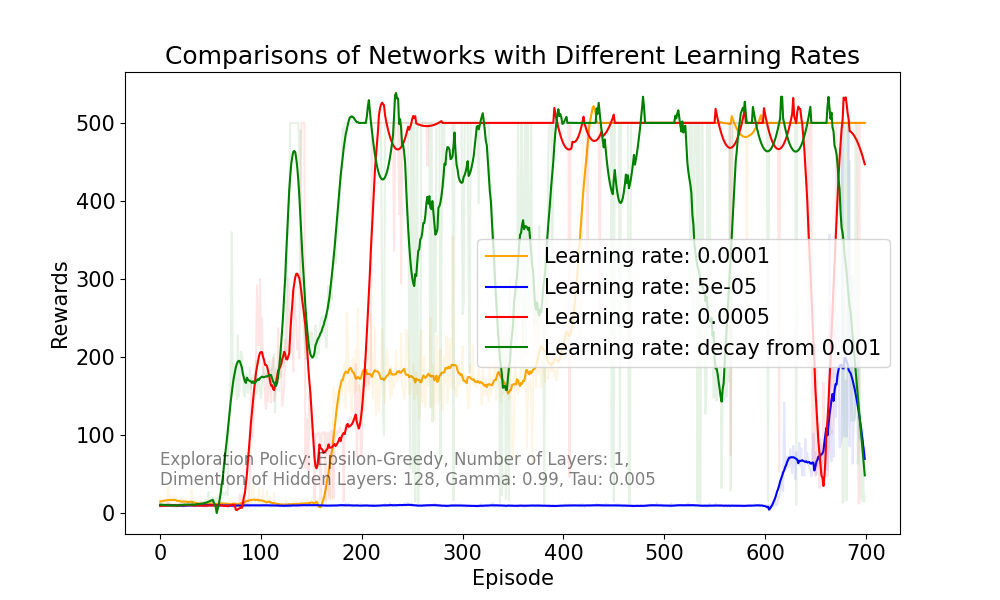 Comparisons of Networks with Different Learning Rates
Rewards
500
400
300
200
100
0
Learning rate: 0.0001
Learning rate: 5e-05
Learning rate: 0.0005
Learning rate: decay from 0.001
Exploration Policy: Epsilon-Greedy, Number of Layers: 1,
Dimention of Hidden Layers: 128, Gamma: 0.99, Tau: 0.005
0 100 200 300 400 500 600 700
Episode